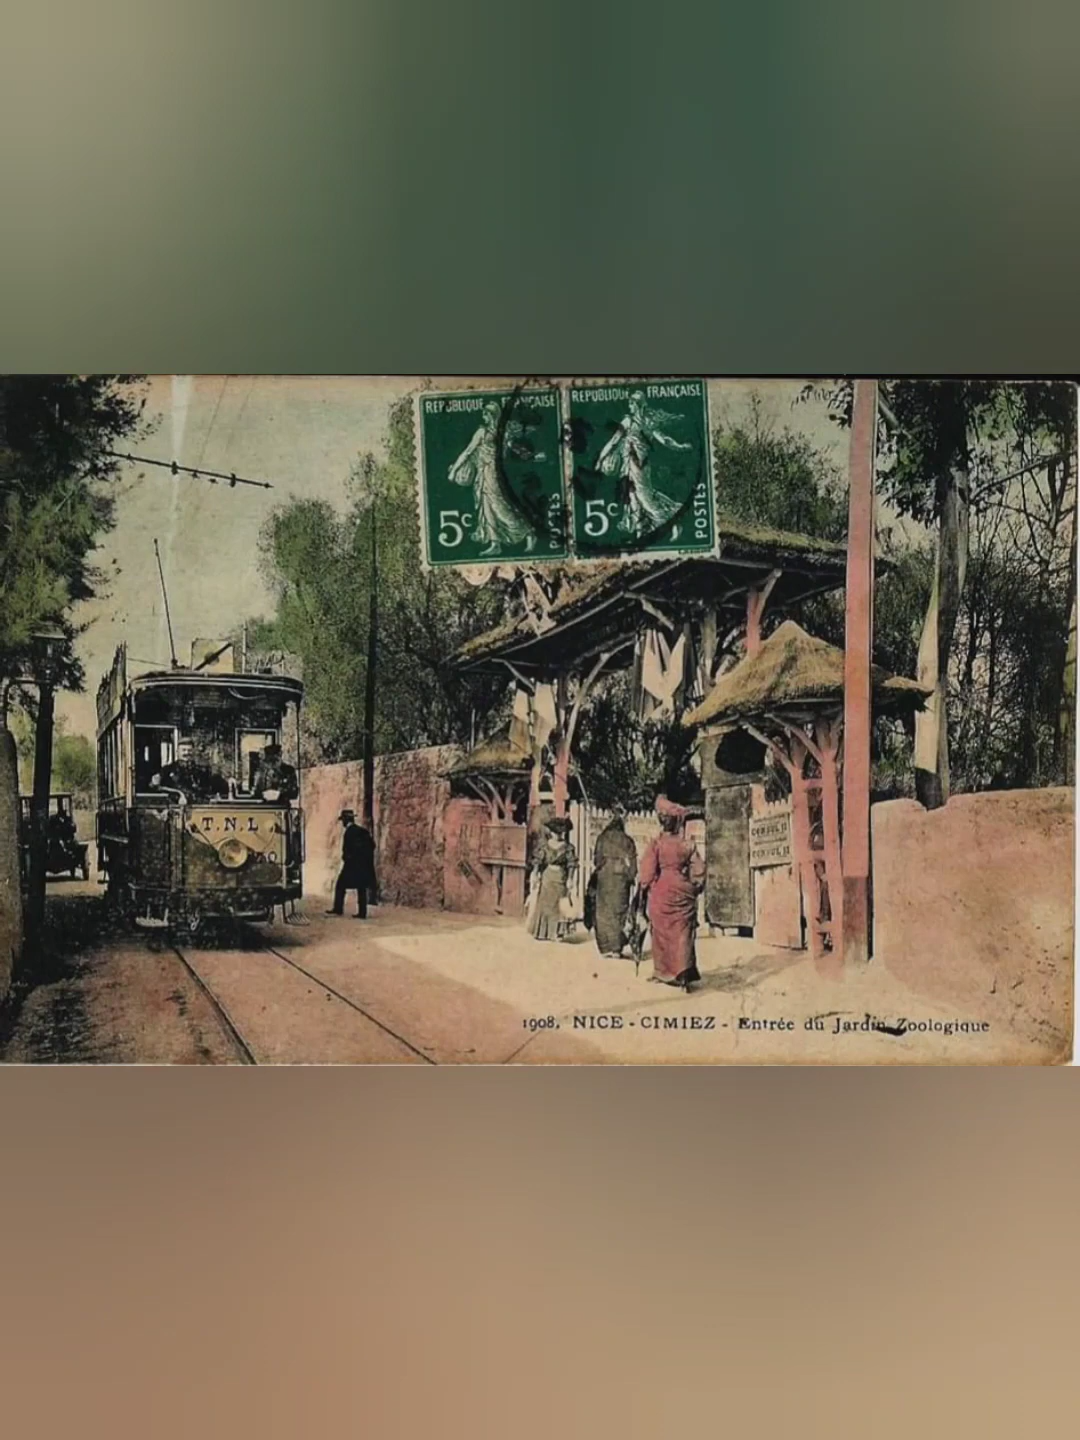 REPUBLIQUE FRANÇAISE
5c
POSTES
REPUBLIQUE FRANÇAISE
5c
POSTES
T.N.L
1908. NICE - CIMIEZ - Entrée du Jardin Zoologique